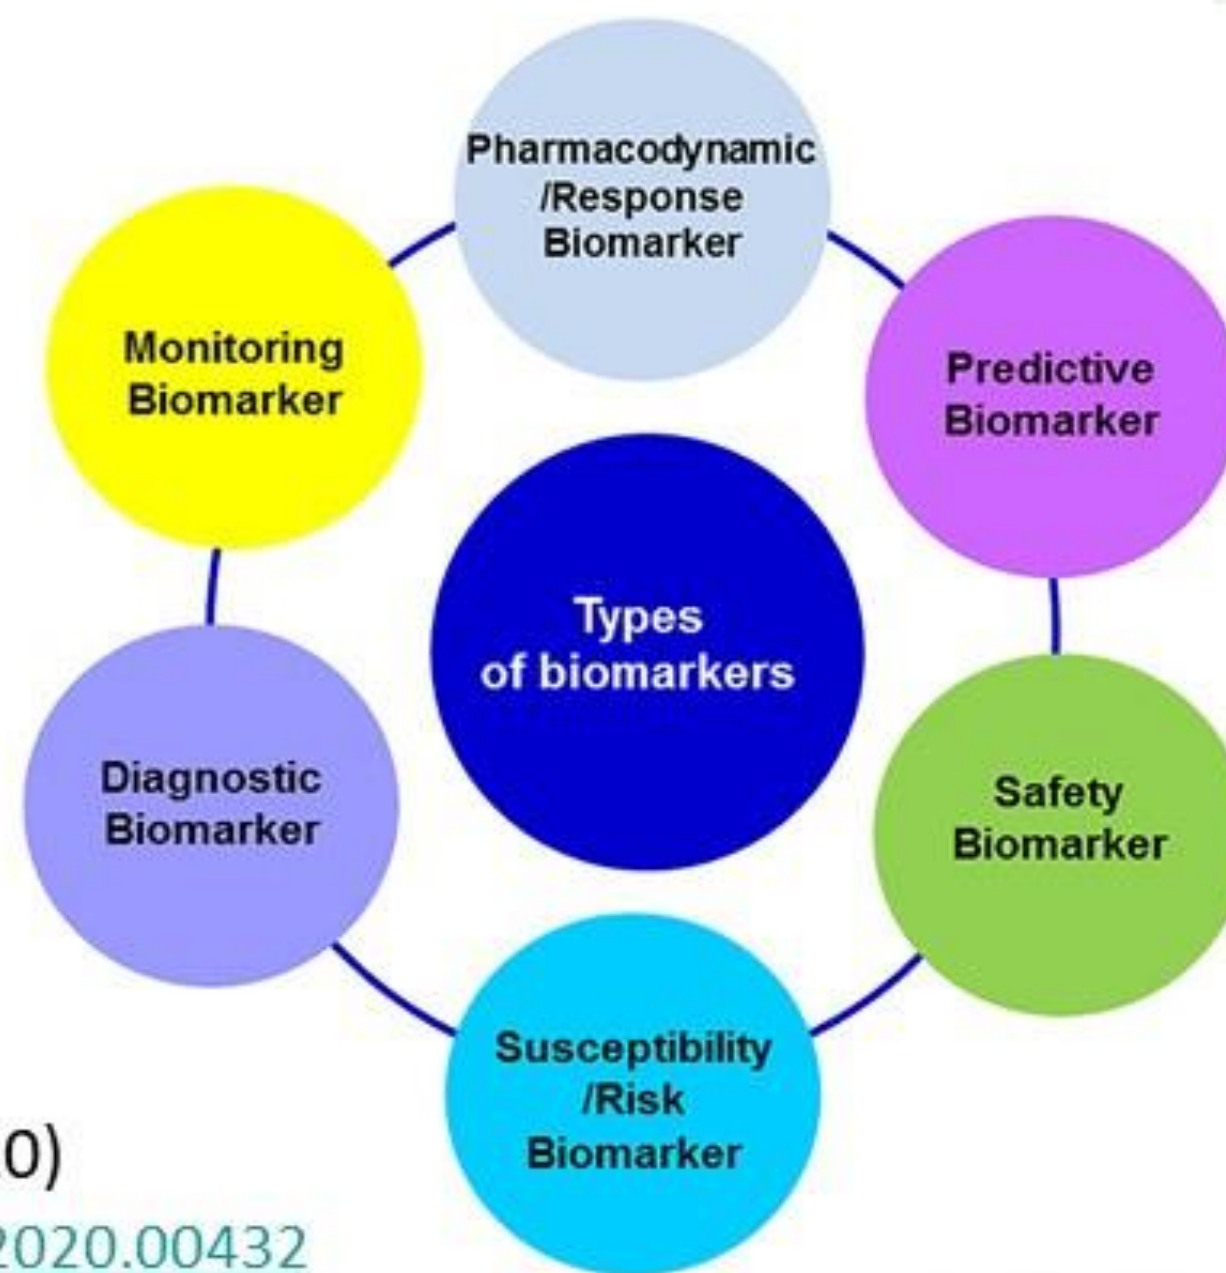 Pharmacodynamic
/Response
Biomarker
Monitoring
Biomarker
Predictive
Biomarker
Types
of biomarkers
Diagnostic
Biomarker
Safety
Biomarker
Susceptibility
/Risk
Biomarker
0)
2020.00432